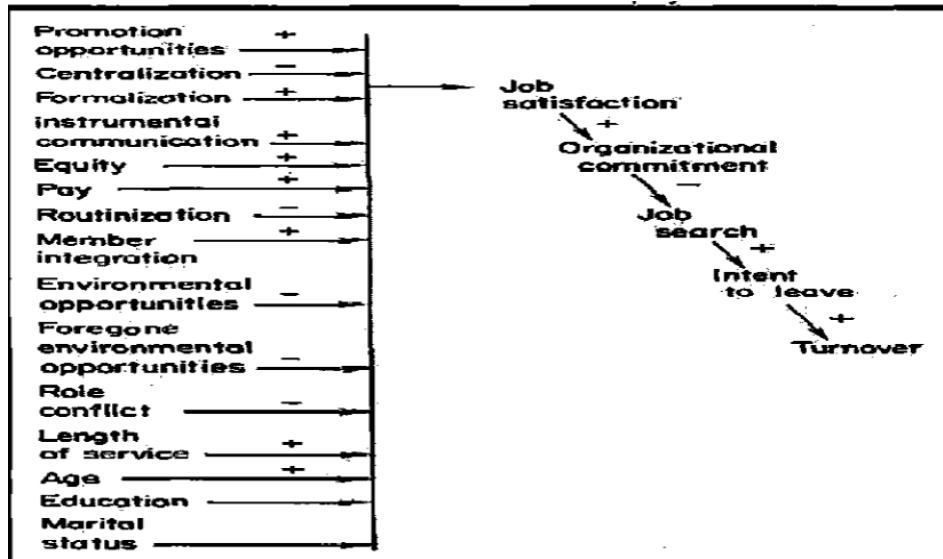 Promotion
opportunities +
Centralization −
Formalization +
instrumental
communication +
Equity +
Pay +
Routinization −
Member +
integration
Environmental
opportunities −
Foregone
environmental
opportunities −
Role
conflict −
Length
of service +
Age +
Education
Marital
status
Job
satisfaction
+
Organizational
commitment
−
Job
search
+
Intent
to leave
+
Turnover